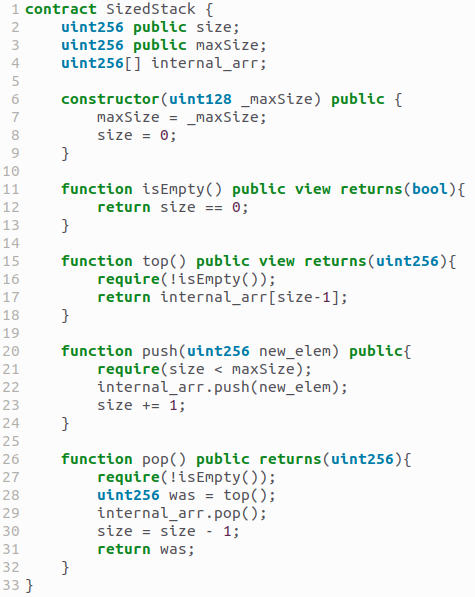 1 contract SizedStack {
2     uint256 public size;
3     uint256 public maxSize;
4     uint256[] internal_arr;
5
6     constructor(uint128 _maxSize) public {
7         maxSize = _maxSize;
8         size = 0;
9     }
10
11     function isEmpty() public view returns(bool){
12         return size == 0;
13     }
14
15     function top() public view returns(uint256){
16         require(!isEmpty());
17         return internal_arr[size-1];
18     }
19
20     function push(uint256 new_elem) public{
21         require(size < maxSize);
22         internal_arr.push(new_elem);
23         size += 1;
24     }
25
26     function pop() public returns(uint256){
27         require(!isEmpty());
28         uint256 was = top();
29         internal_arr.pop();
30         size = size - 1;
31         return was;
32     }
33 }